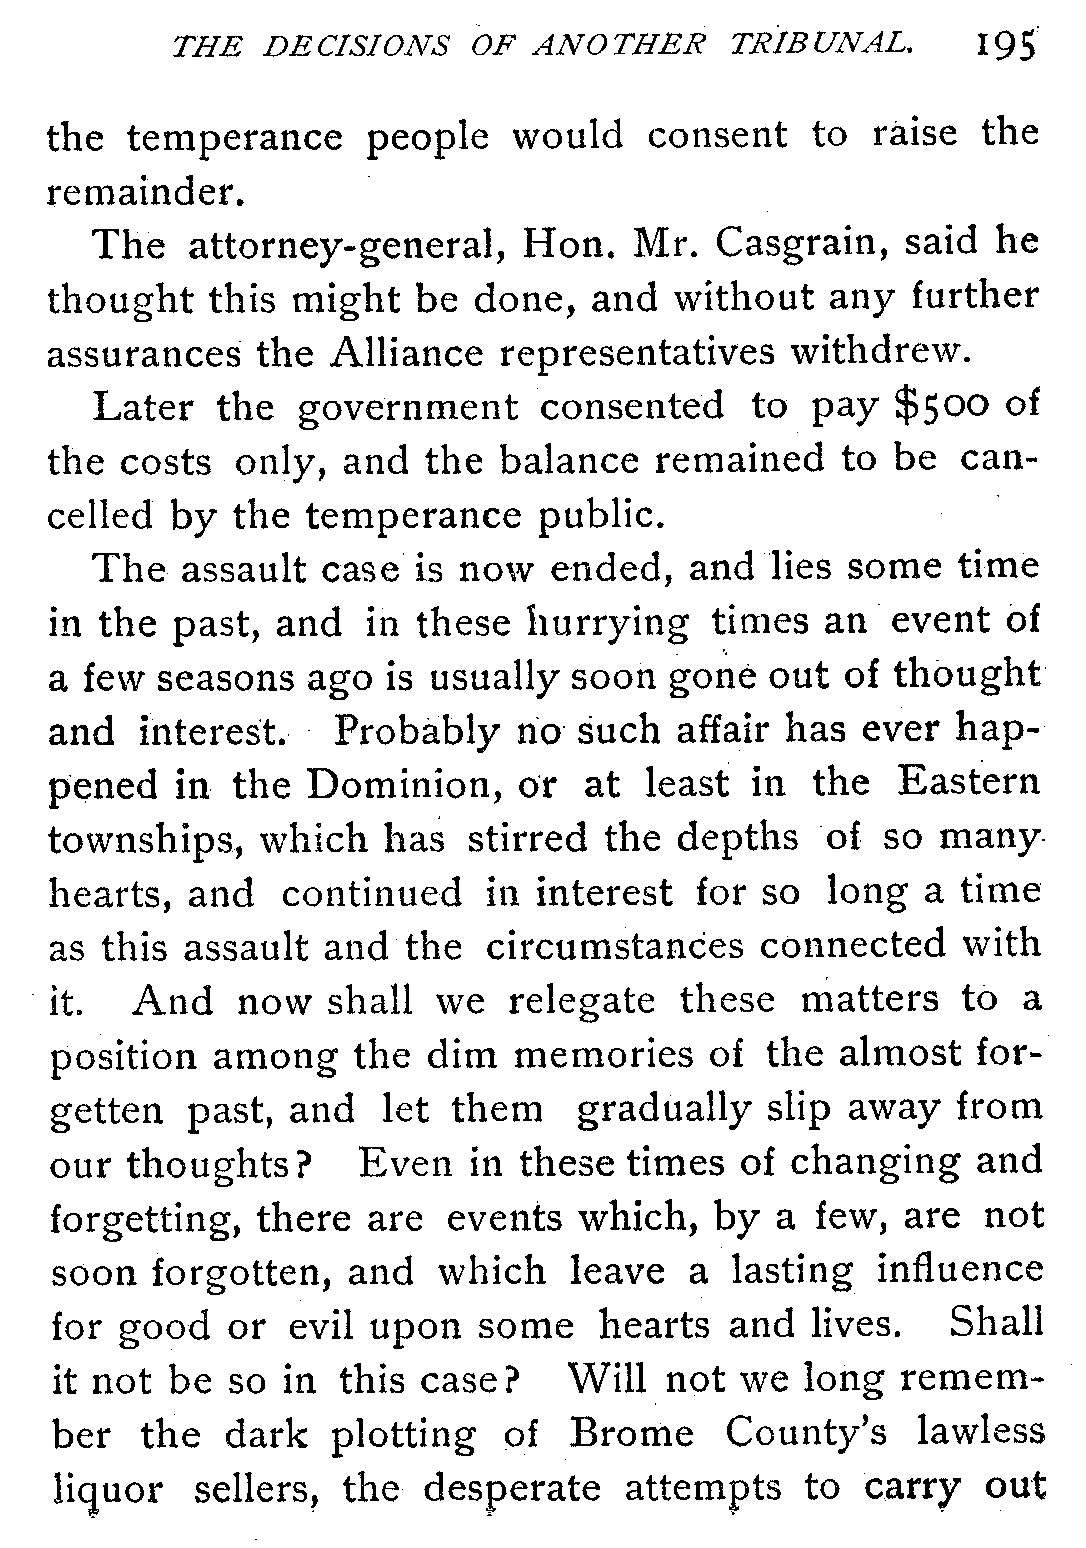 THE DECISIONS OF ANOTHER TRIBUNAL. 195
the temperance people would consent to raise the
remainder.
The attorney-general, Hon. Mr. Casgrain, said he
thought this might be done, and without any further
assurances the Alliance representatives withdrew.
Later the government consented to pay $500 of
the costs only, and the balance remained to be can-
celled by the temperance public.
The assault case is now ended, and lies some time
in the past, and in these hurrying times an event of
a few seasons ago is usually soon gone out of thought
and interest. Probably no such affair has ever hap-
pened in the Dominion, or at least in the Eastern
townships, which has stirred the depths of so many
hearts, and continued in interest for so long a time
as this assault and the circumstances connected with
it. And now shall we relegate these matters to a
position among the dim memories of the almost for-
getten past, and let them gradually slip away from
our thoughts? Even in these times of changing and
forgetting, there are events which, by a few, are not
soon forgotten, and which leave a lasting influence
for good or evil upon some hearts and lives. Shall
it not be so in this case? Will not we long remem-
ber the dark plotting of Brome County's lawless
liquor sellers, the desperate attempts to carry out